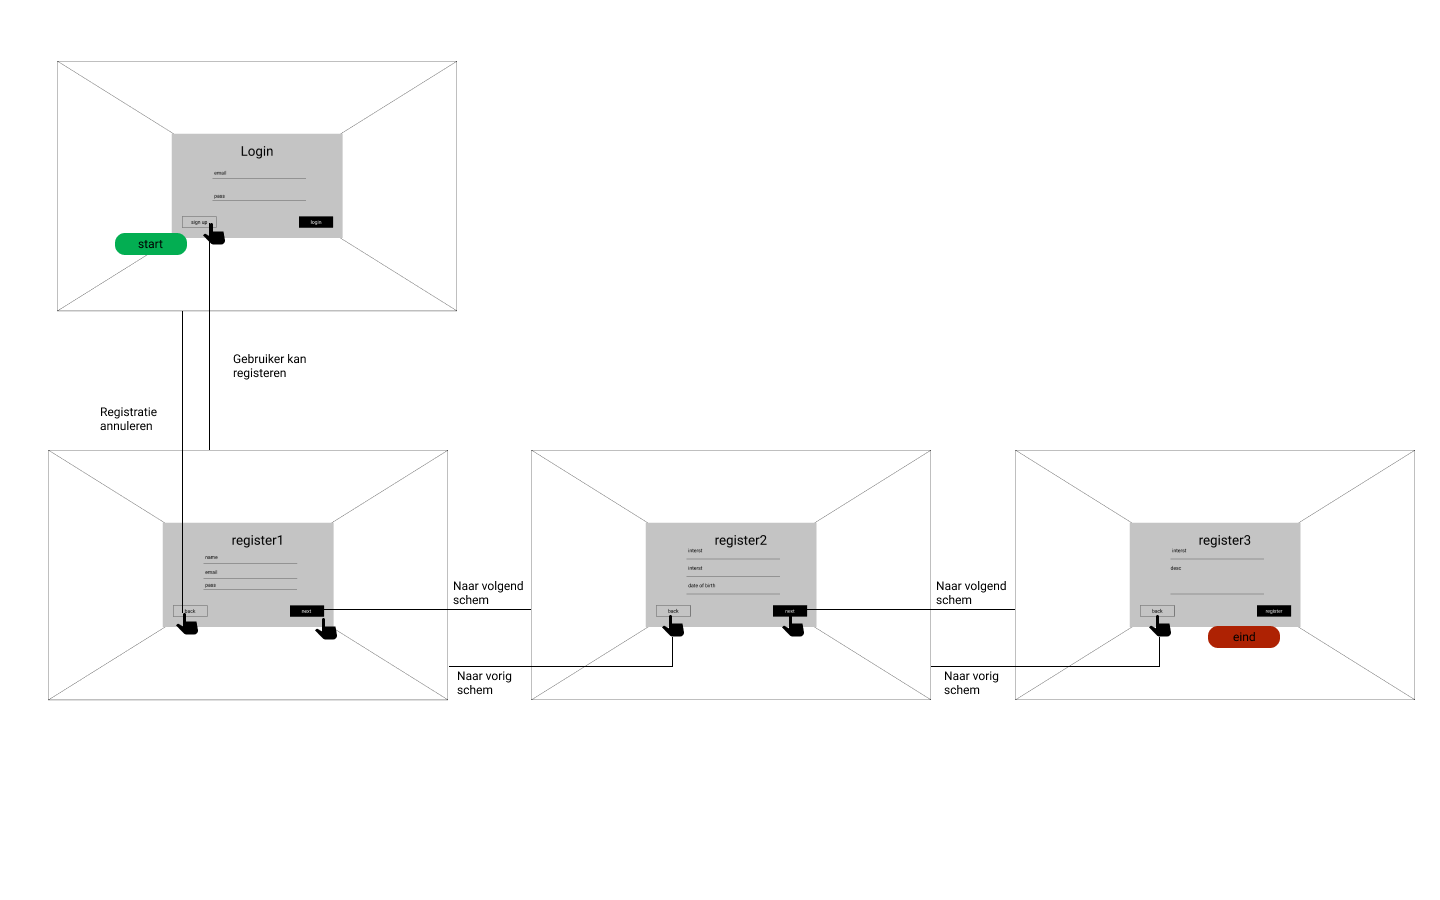 Login
email
pass
sign up
login
start
Gebruiker kan
registeren
Registratie
annuleren
register1
name
email
pass
back
next
Naar volgend
schem
Naar vorig
schem
register2
interst
interst
date of birth
back
next
Naar volgend
schem
Naar vorig
schem
register3
interst
desc
back
register
eind